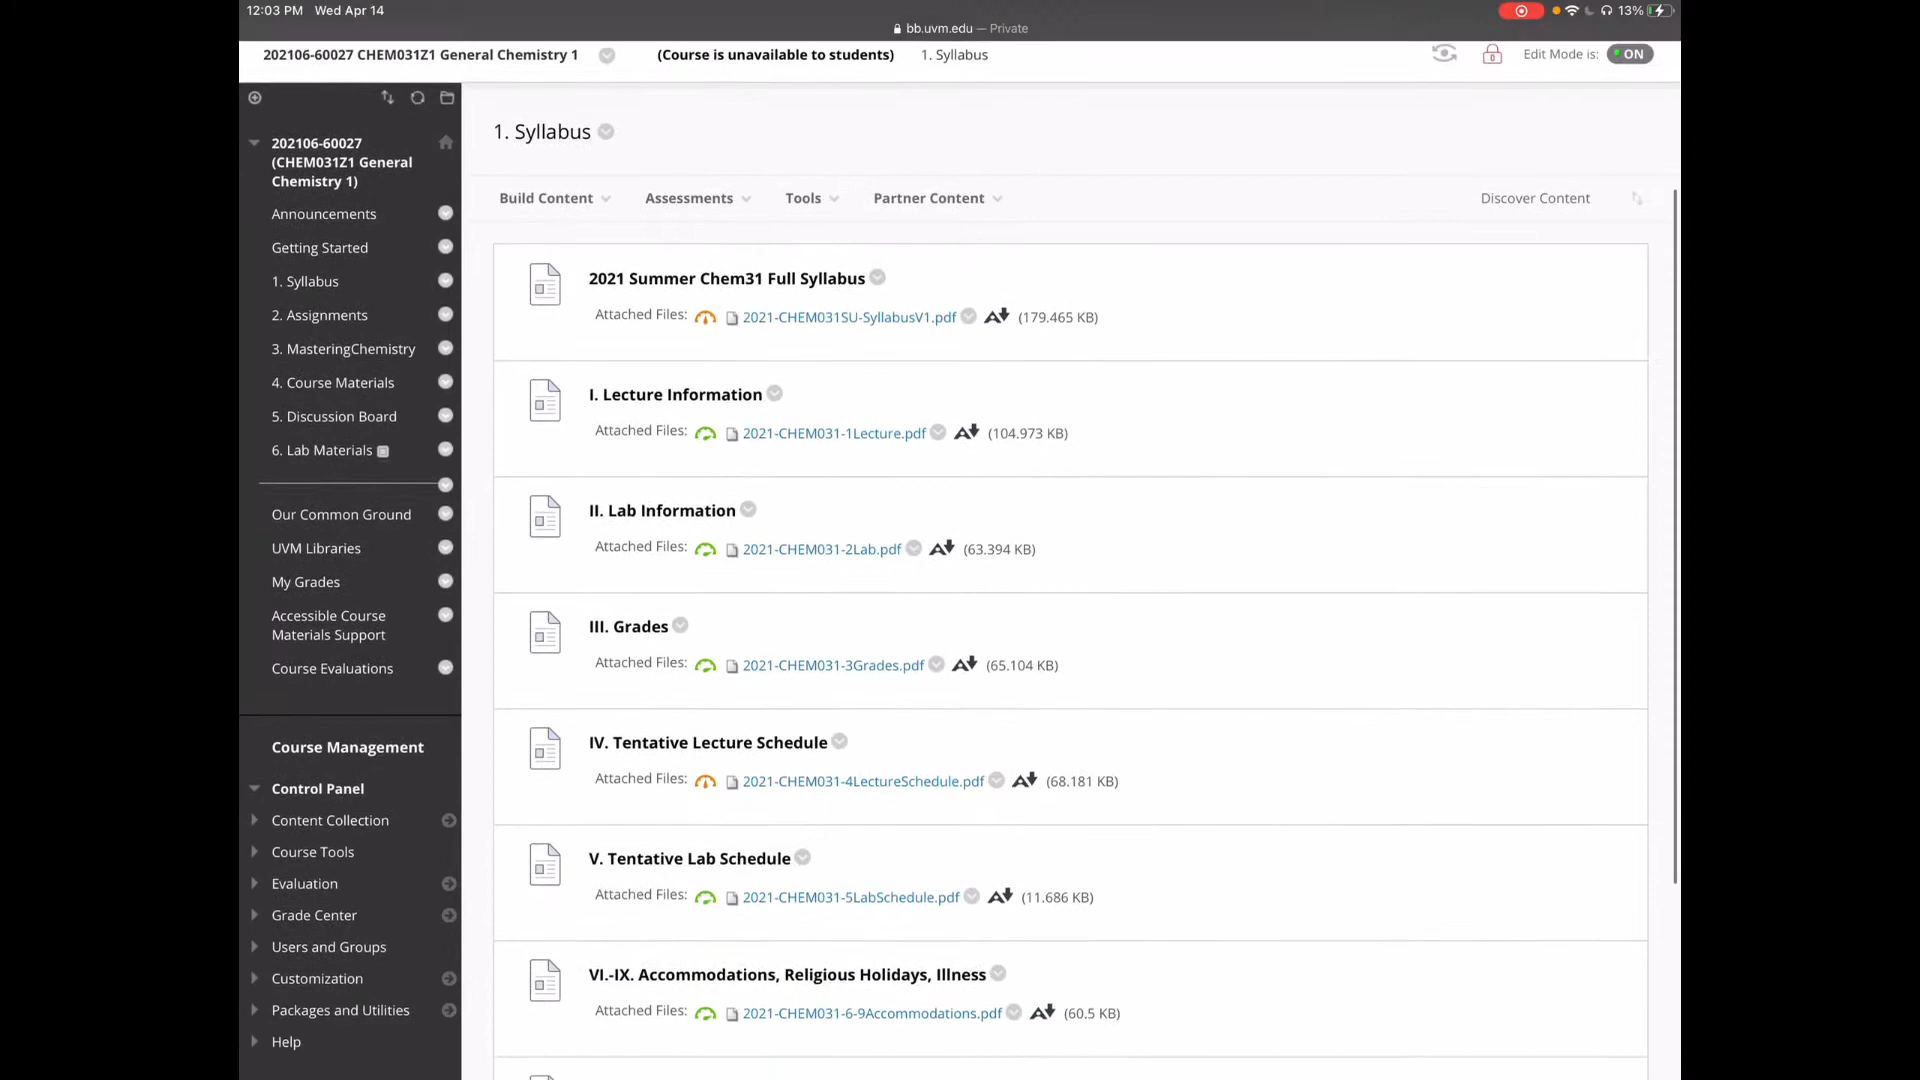 12:03 PM Wed Apr 14
13%
bb.uvm.edu — Private
202106-60027 CHEM031Z1 General Chemistry 1 (Course is unavailable to students) 1. Syllabus Edit Mode is: ON
202106-60027
(CHEM031Z1 General
Chemistry 1)
Announcements
Getting Started
1. Syllabus
2. Assignments
3. MasteringChemistry
4. Course Materials
5. Discussion Board
6. Lab Materials
Our Common Ground
UVM Libraries
My Grades
Accessible Course
Materials Support
Course Evaluations
Course Management
Control Panel
Content Collection
Course Tools
Evaluation
Grade Center
Users and Groups
Customization
Packages and Utilities
Help
1. Syllabus
Build Content Assessments Tools Partner Content Discover Content
2021 Summer Chem31 Full Syllabus
Attached Files: 2021-CHEM031SU-SyllabusV1.pdf (179.465 KB)
I. Lecture Information
Attached Files: 2021-CHEM031-1Lecture.pdf (104.973 KB)
II. Lab Information
Attached Files: 2021-CHEM031-2Lab.pdf (63.394 KB)
III. Grades
Attached Files: 2021-CHEM031-3Grades.pdf (65.104 KB)
IV. Tentative Lecture Schedule
Attached Files: 2021-CHEM031-4LectureSchedule.pdf (68.181 KB)
V. Tentative Lab Schedule
Attached Files: 2021-CHEM031-5LabSchedule.pdf (11.686 KB)
VI.-IX. Accommodations, Religious Holidays, Illness
Attached Files: 2021-CHEM031-6-9Accommodations.pdf (60.5 KB)